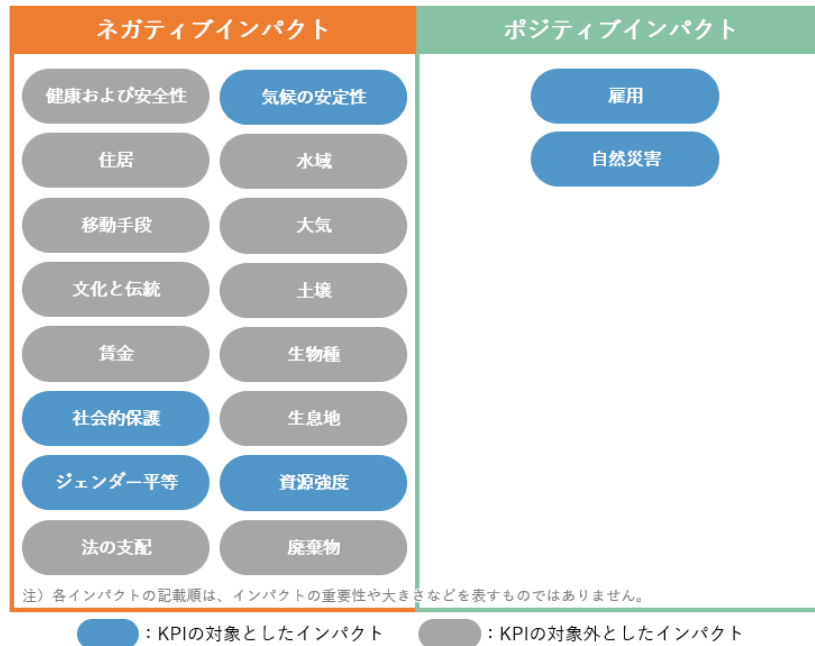 ネガティブインパクト ポジティブインパクト
健康および安全性 気候の安定性 雇用
住居 水域 自然災害
移動手段 大気
文化と伝統 土壌
賃金 生物種
社会的保護 生息地
ジェンダー平等 資源強度
法の支配 廃棄物
注）各インパクトの記載順は、インパクトの重要性や大きさなどを表すものではありません。
：KPIの対象としたインパクト ：KPIの対象外としたインパクト